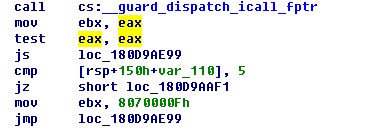 call cs:__guard_dispatch_icall_fptr
mov ebx, eax
test eax, eax
js loc_180D9AE99
cmp [rsp+150h+var_110], 5
jz short loc_180D9AAF1
mov ebx, 8070000Fh
jmp loc_180D9AE99